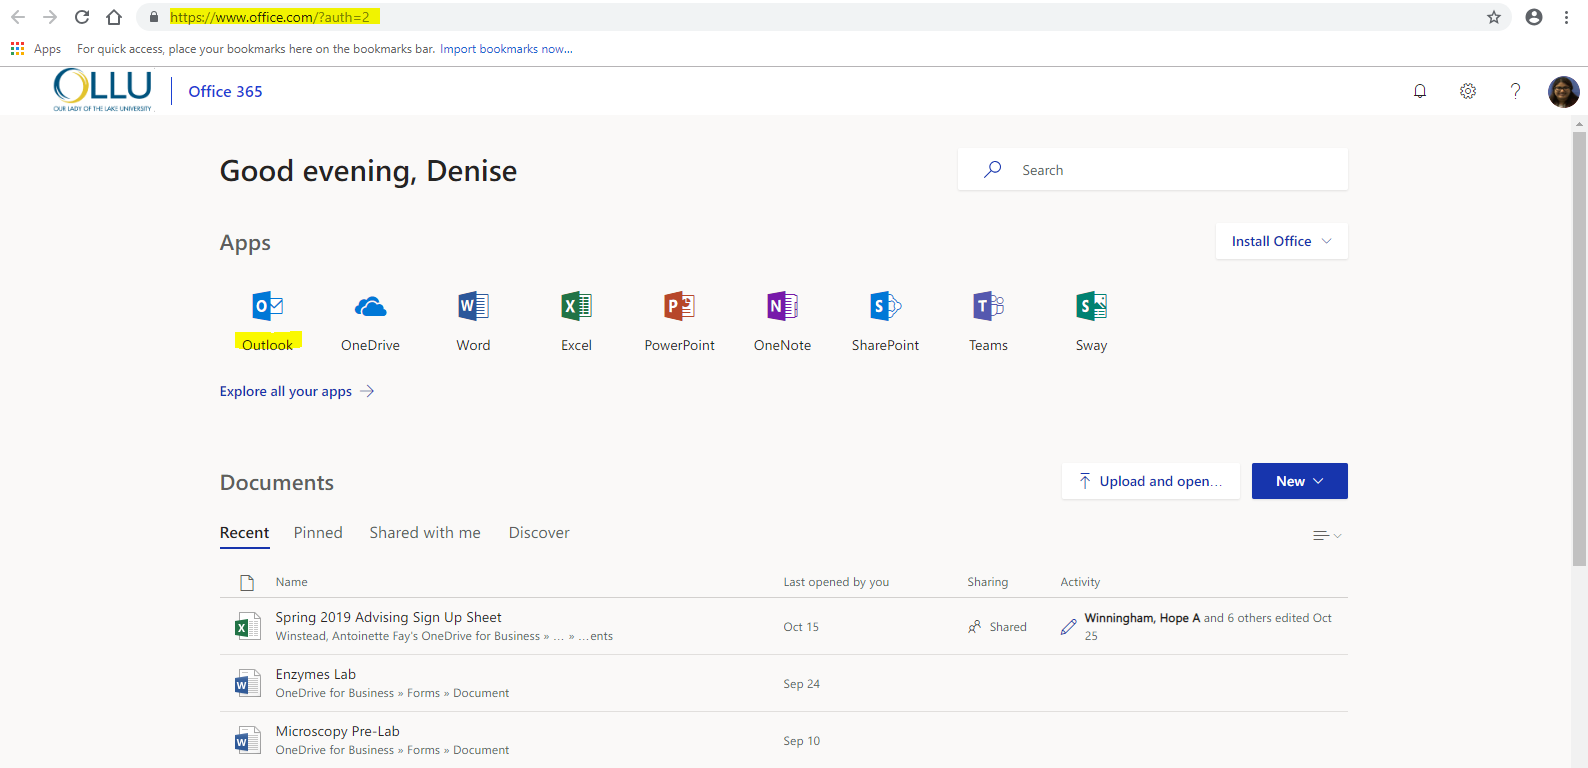 https://www.office.com/?auth=2
Apps For quick access, place your bookmarks here on the bookmarks bar. Import bookmarks now...
OLLU
OUR LADY OF THE LAKE UNIVERSITY
Office 365
?
Good evening, Denise
Search
Apps
Install Office
Outlook OneDrive Word Excel PowerPoint OneNote SharePoint Teams Sway
Explore all your apps
Documents
Upload and open...
New
Recent Pinned Shared with me Discover
Name Last opened by you Sharing Activity
Spring 2019 Advising Sign Up Sheet
Winstead, Antoinette Fay's OneDrive for Business » ... » ...ents
Oct 15
Shared
Winningham, Hope A and 6 others edited Oct
25
Enzymes Lab
OneDrive for Business » Forms » Document
Sep 24
Microscopy Pre-Lab
OneDrive for Business » Forms » Document
Sep 10